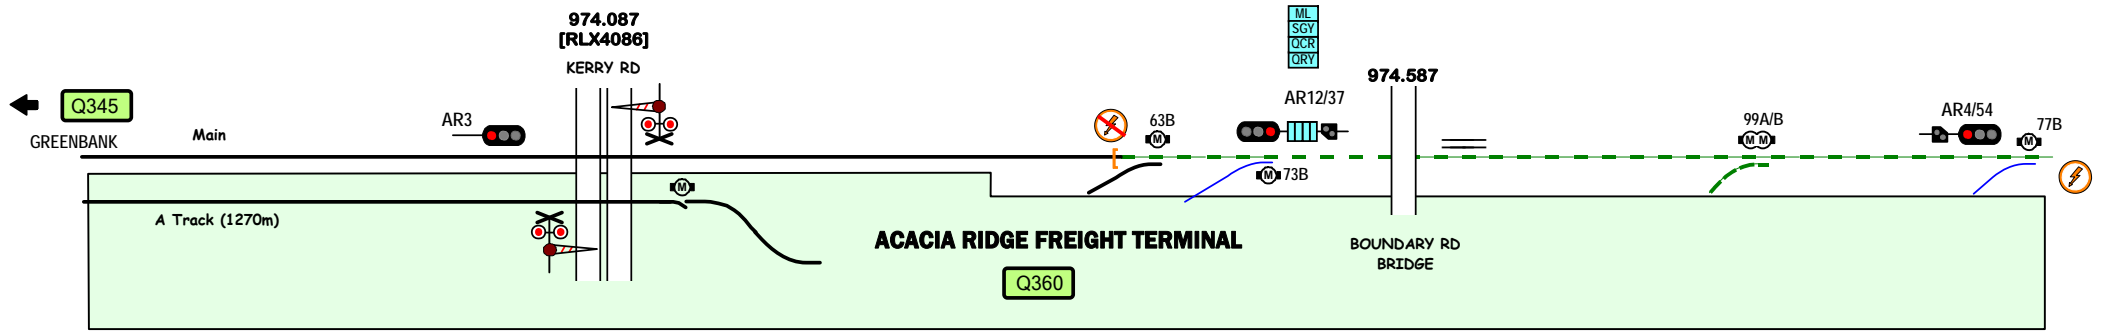 974.087
[RLX4086]
KERRY RD
ML
SGY
QCR
QRY
974.587
Q345
GREENBANK
Main
AR3
63B
AR12/37
99A/B
AR4/54
77B
M
M M
M
M
73B
M
A Track (1270m)
ACACIA RIDGE FREIGHT TERMINAL
BOUNDARY RD
BRIDGE
Q360